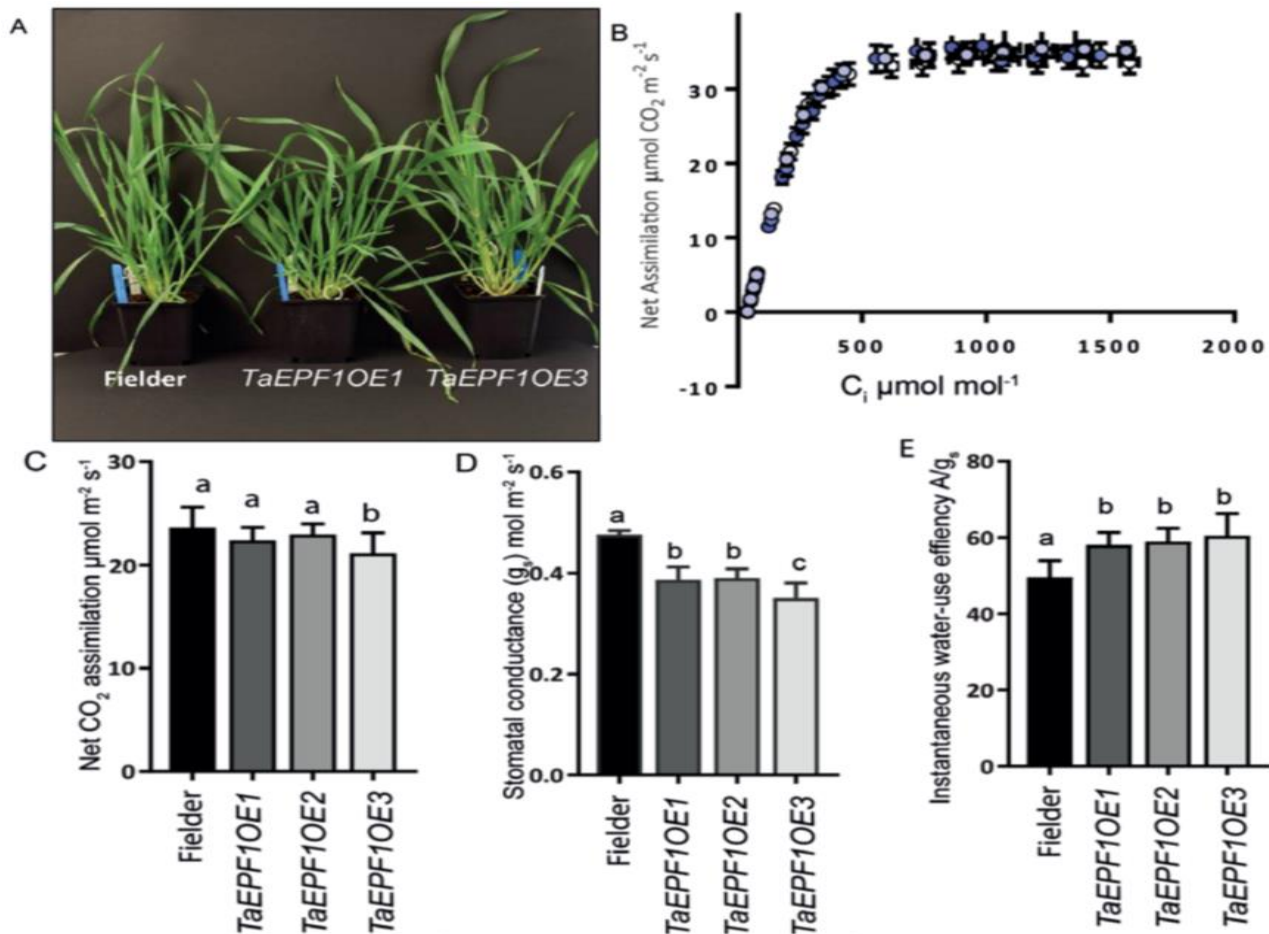 A
Fielder
TaEPF1OE1
TaEPF1OE3
B
Net Assimilation µmol CO2 m-2 s-1
30
20
10
0
-10
500
1000
1500
2000
Ci µmol mol-1
C
Net CO2 assimilation µmol m-2 s-1
30
20
10
0
a
a
a
b
Fielder
TaEPF1OE1
TaEPF1OE2
TaEPF1OE3
D
Stomatal conductance (gs) mol m-2 s-1
0.6
0.4
0.2
0.0
a
b
b
c
Fielder
TaEPF1OE1
TaEPF1OE2
TaEPF1OE3
E
Instantaneous water-use effiency A/gs
80
60
40
20
0
a
b
b
b
Fielder
TaEPF1OE1
TaEPF1OE2
TaEPF1OE3